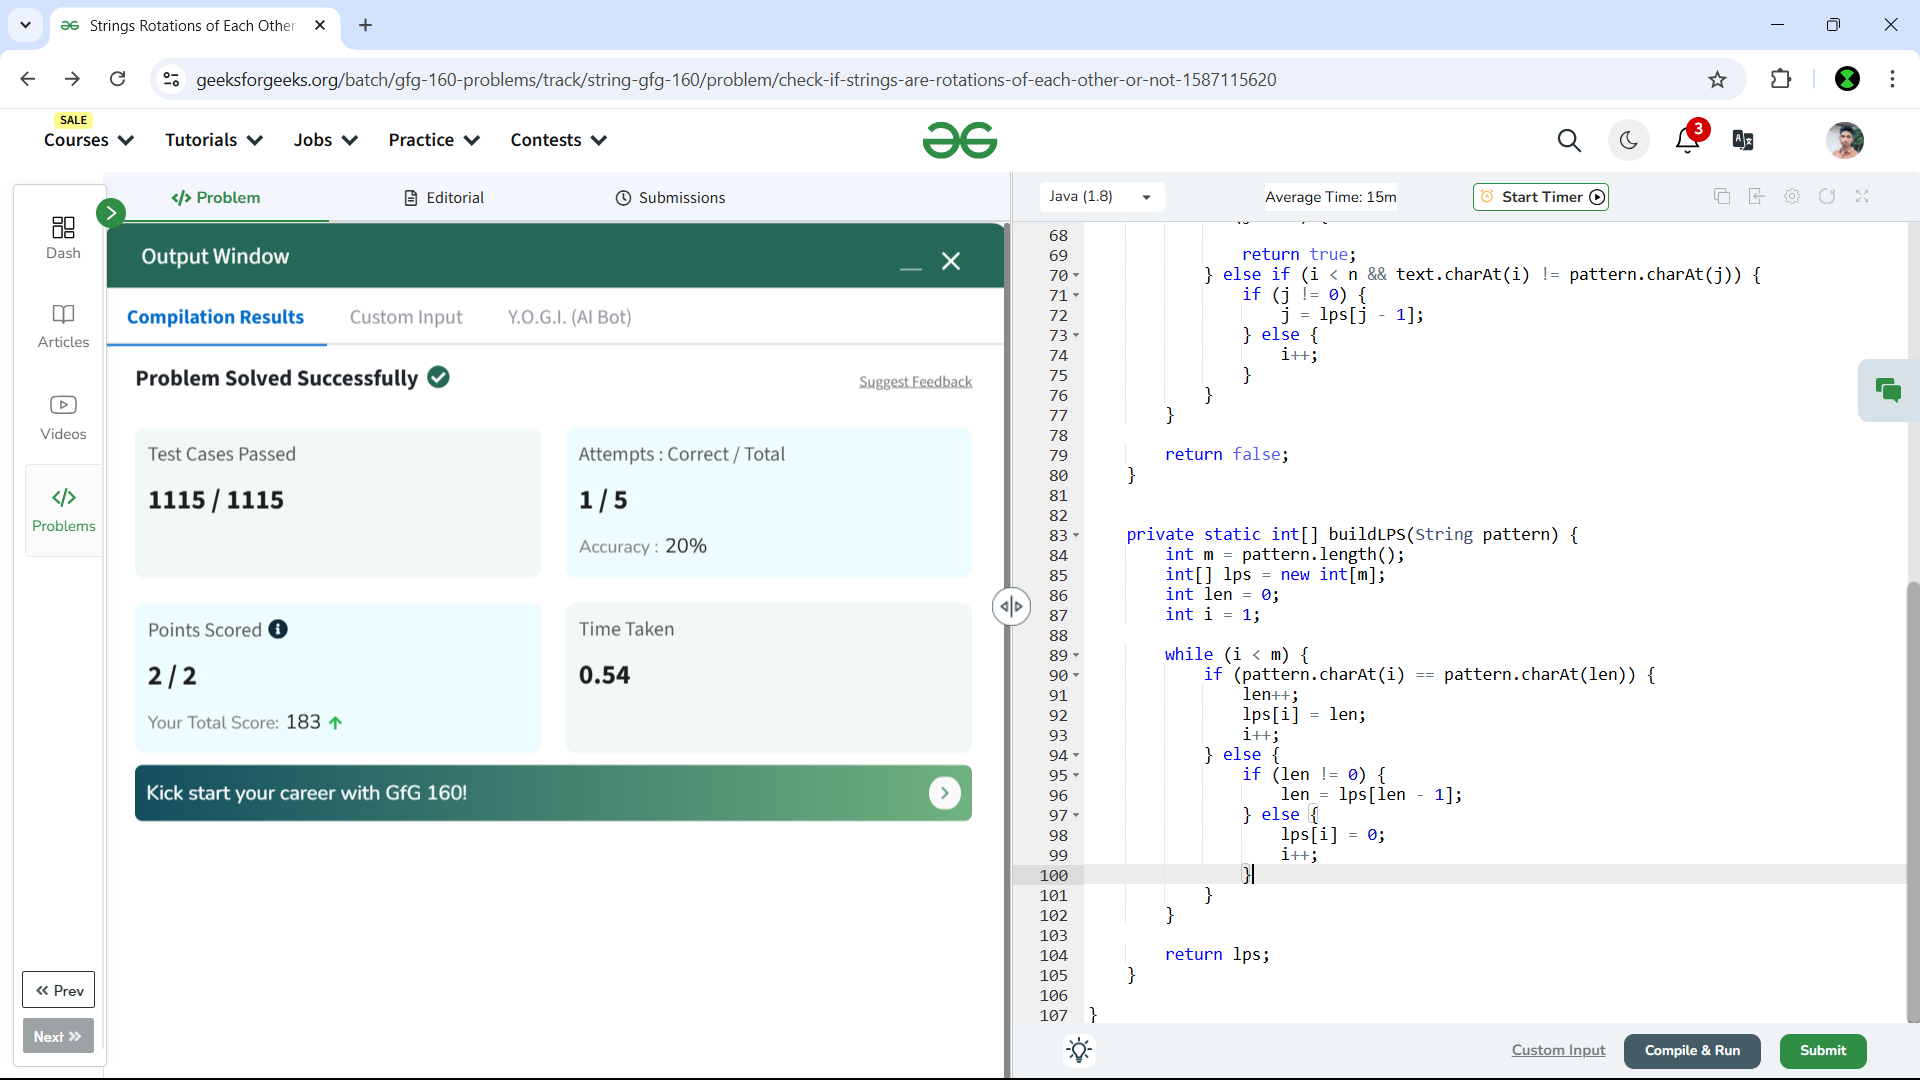 Strings Rotations of Each Other
geeksforgeeks.org/batch/gfg-160-problems/track/string-gfg-160/problem/check-if-strings-are-rotations-of-each-other-or-not-1587115620
SALE
Courses Tutorials Jobs Practice Contests
3
Dash
Articles
Videos
</>
Problems
Prev
Next
</> Problem Editorial Submissions
Output Window
Compilation Results Custom Input Y.O.G.I. (AI Bot)
Problem Solved Successfully
Suggest Feedback
Test Cases Passed
1115 / 1115
Attempts : Correct / Total
1 / 5
Accuracy : 20%
Points Scored
2 / 2
Your Total Score: 183
Time Taken
0.54
Kick start your career with GfG 160!
Java (1.8) Average Time: 15m Start Timer
68
69 return true;
70 } else if (i < n && text.charAt(i) != pattern.charAt(j)) {
71 if (j != 0) {
72 j = lps[j - 1];
73 } else {
74 i++;
75 }
76 }
77 }
78
79 return false;
80 }
81
82
83 private static int[] buildLPS(String pattern) {
84 int m = pattern.length();
85 int[] lps = new int[m];
86 int len = 0;
87 int i = 1;
88
89 while (i < m) {
90 if (pattern.charAt(i) == pattern.charAt(len)) {
91 len++;
92 lps[i] = len;
93 i++;
94 } else {
95 if (len != 0) {
96 len = lps[len - 1];
97 } else {
98 lps[i] = 0;
99 i++;
100 }
101 }
102 }
103
104 return lps;
105 }
106
107 }
Custom Input Compile & Run Submit